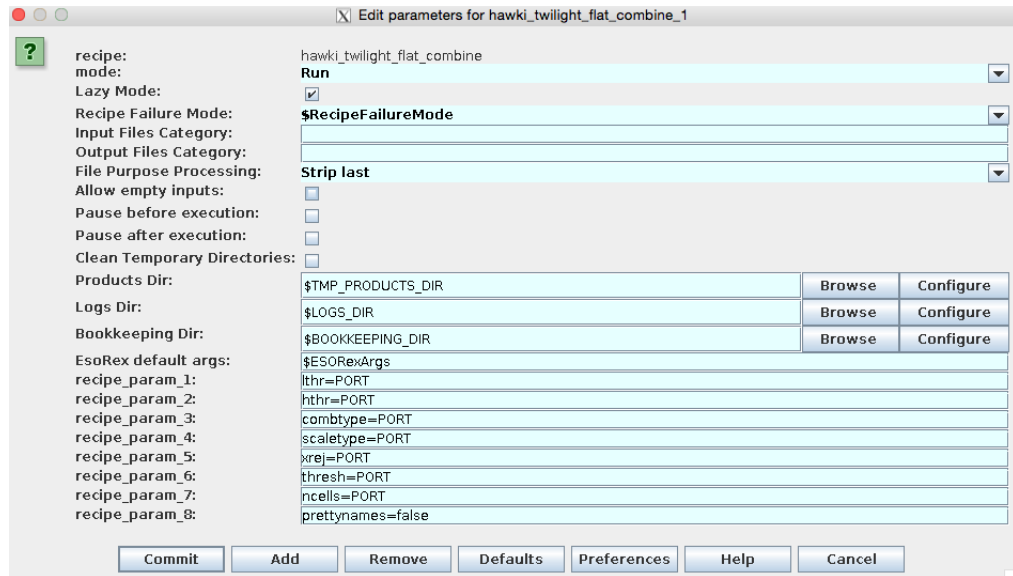 X Edit parameters for hawki_twilight_flat_combine_1
?
recipe: hawki_twilight_flat_combine
mode: Run
Lazy Mode:
Recipe Failure Mode: $RecipeFailureMode
Input Files Category:
Output Files Category:
File Purpose Processing: Strip last
Allow empty inputs:
Pause before execution:
Pause after execution:
Clean Temporary Directories:
Products Dir: $TMP_PRODUCTS_DIR Browse Configure
Logs Dir: $LOGS_DIR Browse Configure
Bookkeeping Dir: $BOOKKEEPING_DIR Browse Configure
EsoRex default args: $ESORexArgs
recipe_param_1: lthr=PORT
recipe_param_2: hthr=PORT
recipe_param_3: combtype=PORT
recipe_param_4: scaletype=PORT
recipe_param_5: xrej=PORT
recipe_param_6: thresh=PORT
recipe_param_7: ncells=PORT
recipe_param_8: prettynames=false
Commit Add Remove Defaults Preferences Help Cancel